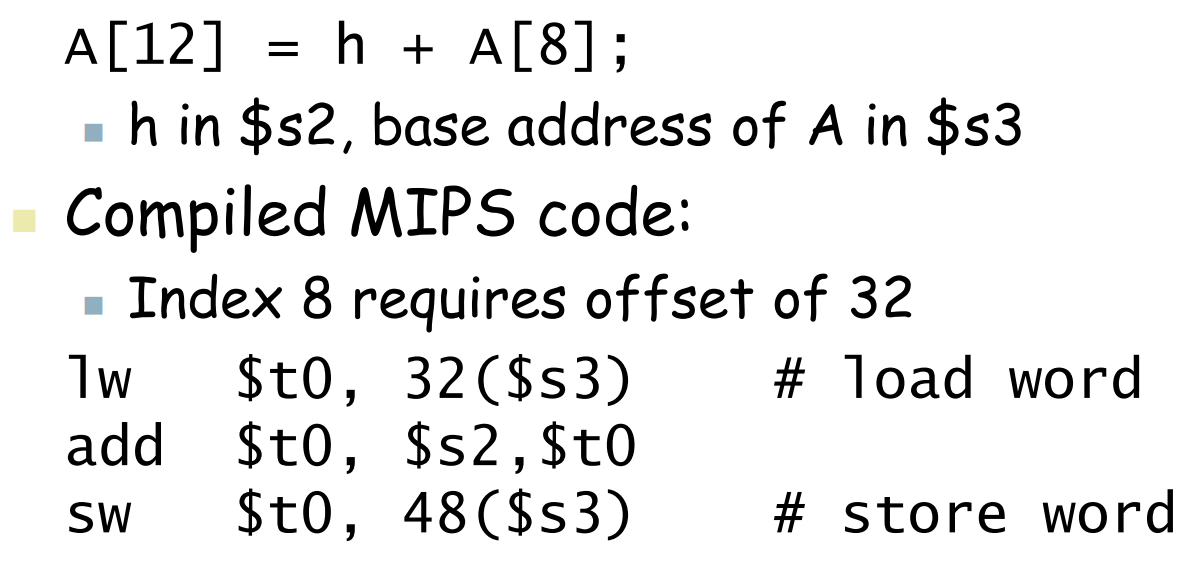 A[12] = h + A[8];
h in $s2, base address of A in $s3
Compiled MIPS code:
Index 8 requires offset of 32
lw $t0, 32($s3) # load word
add $t0, $s2,$t0
sw $t0, 48($s3) # store word